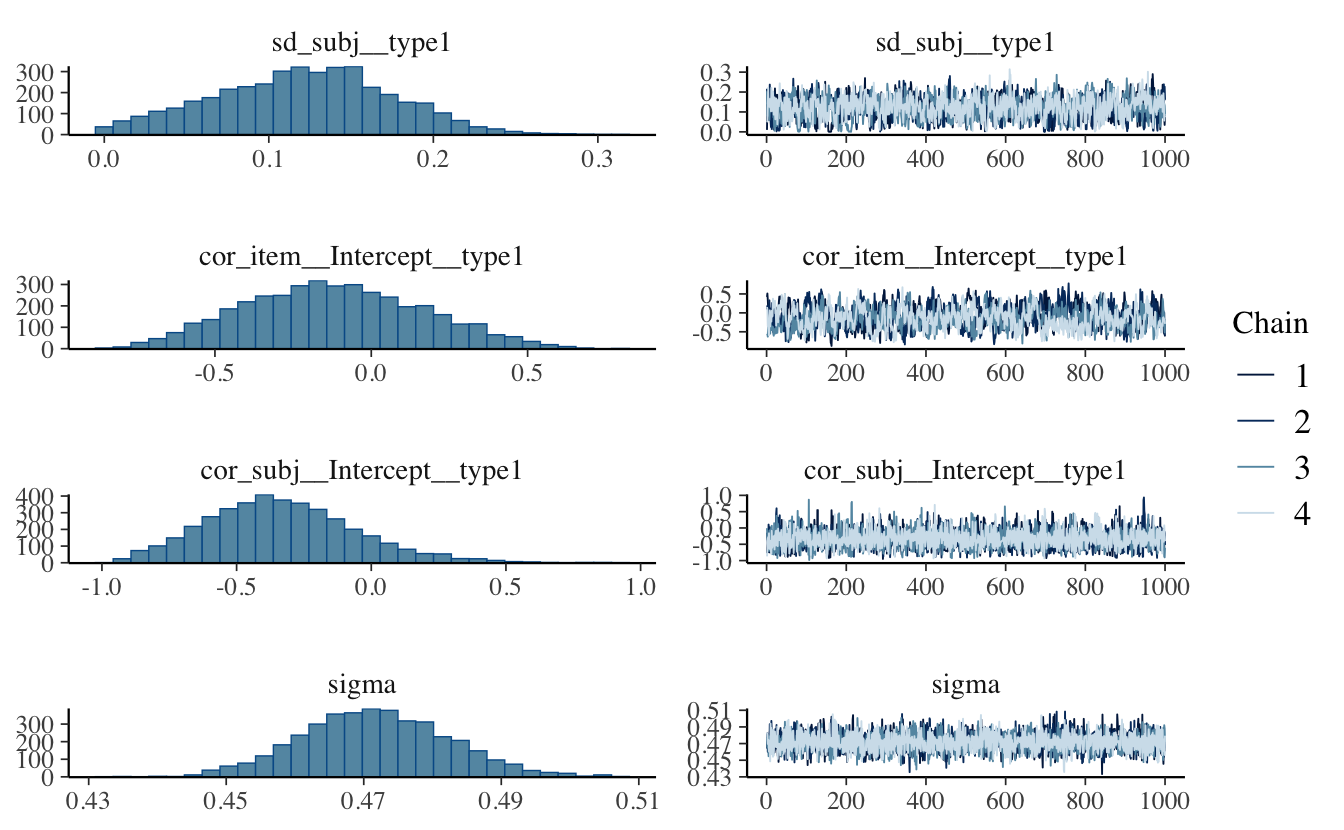 sd_subj__type1
300
200
100
0
0.0 0.1 0.2 0.3
sd_subj__type1
0.3
0.2
0.1
0.0
0 200 400 600 800 1000
cor_item__Intercept__type1
300
200
100
0
-0.5 0.0 0.5
cor_item__Intercept__type1
0.5
0.0
-0.5
0 200 400 600 800 1000
cor_subj__Intercept__type1
400
300
200
100
0
-1.0 -0.5 0.0 0.5 1.0
cor_subj__Intercept__type1
1.0
0.5
0.0
-0.5
-1.0
0 200 400 600 800 1000
sigma
300
200
100
0
0.43 0.45 0.47 0.49 0.51
sigma
0.51
0.49
0.47
0.45
0.43
0 200 400 600 800 1000
Chain
1
2
3
4